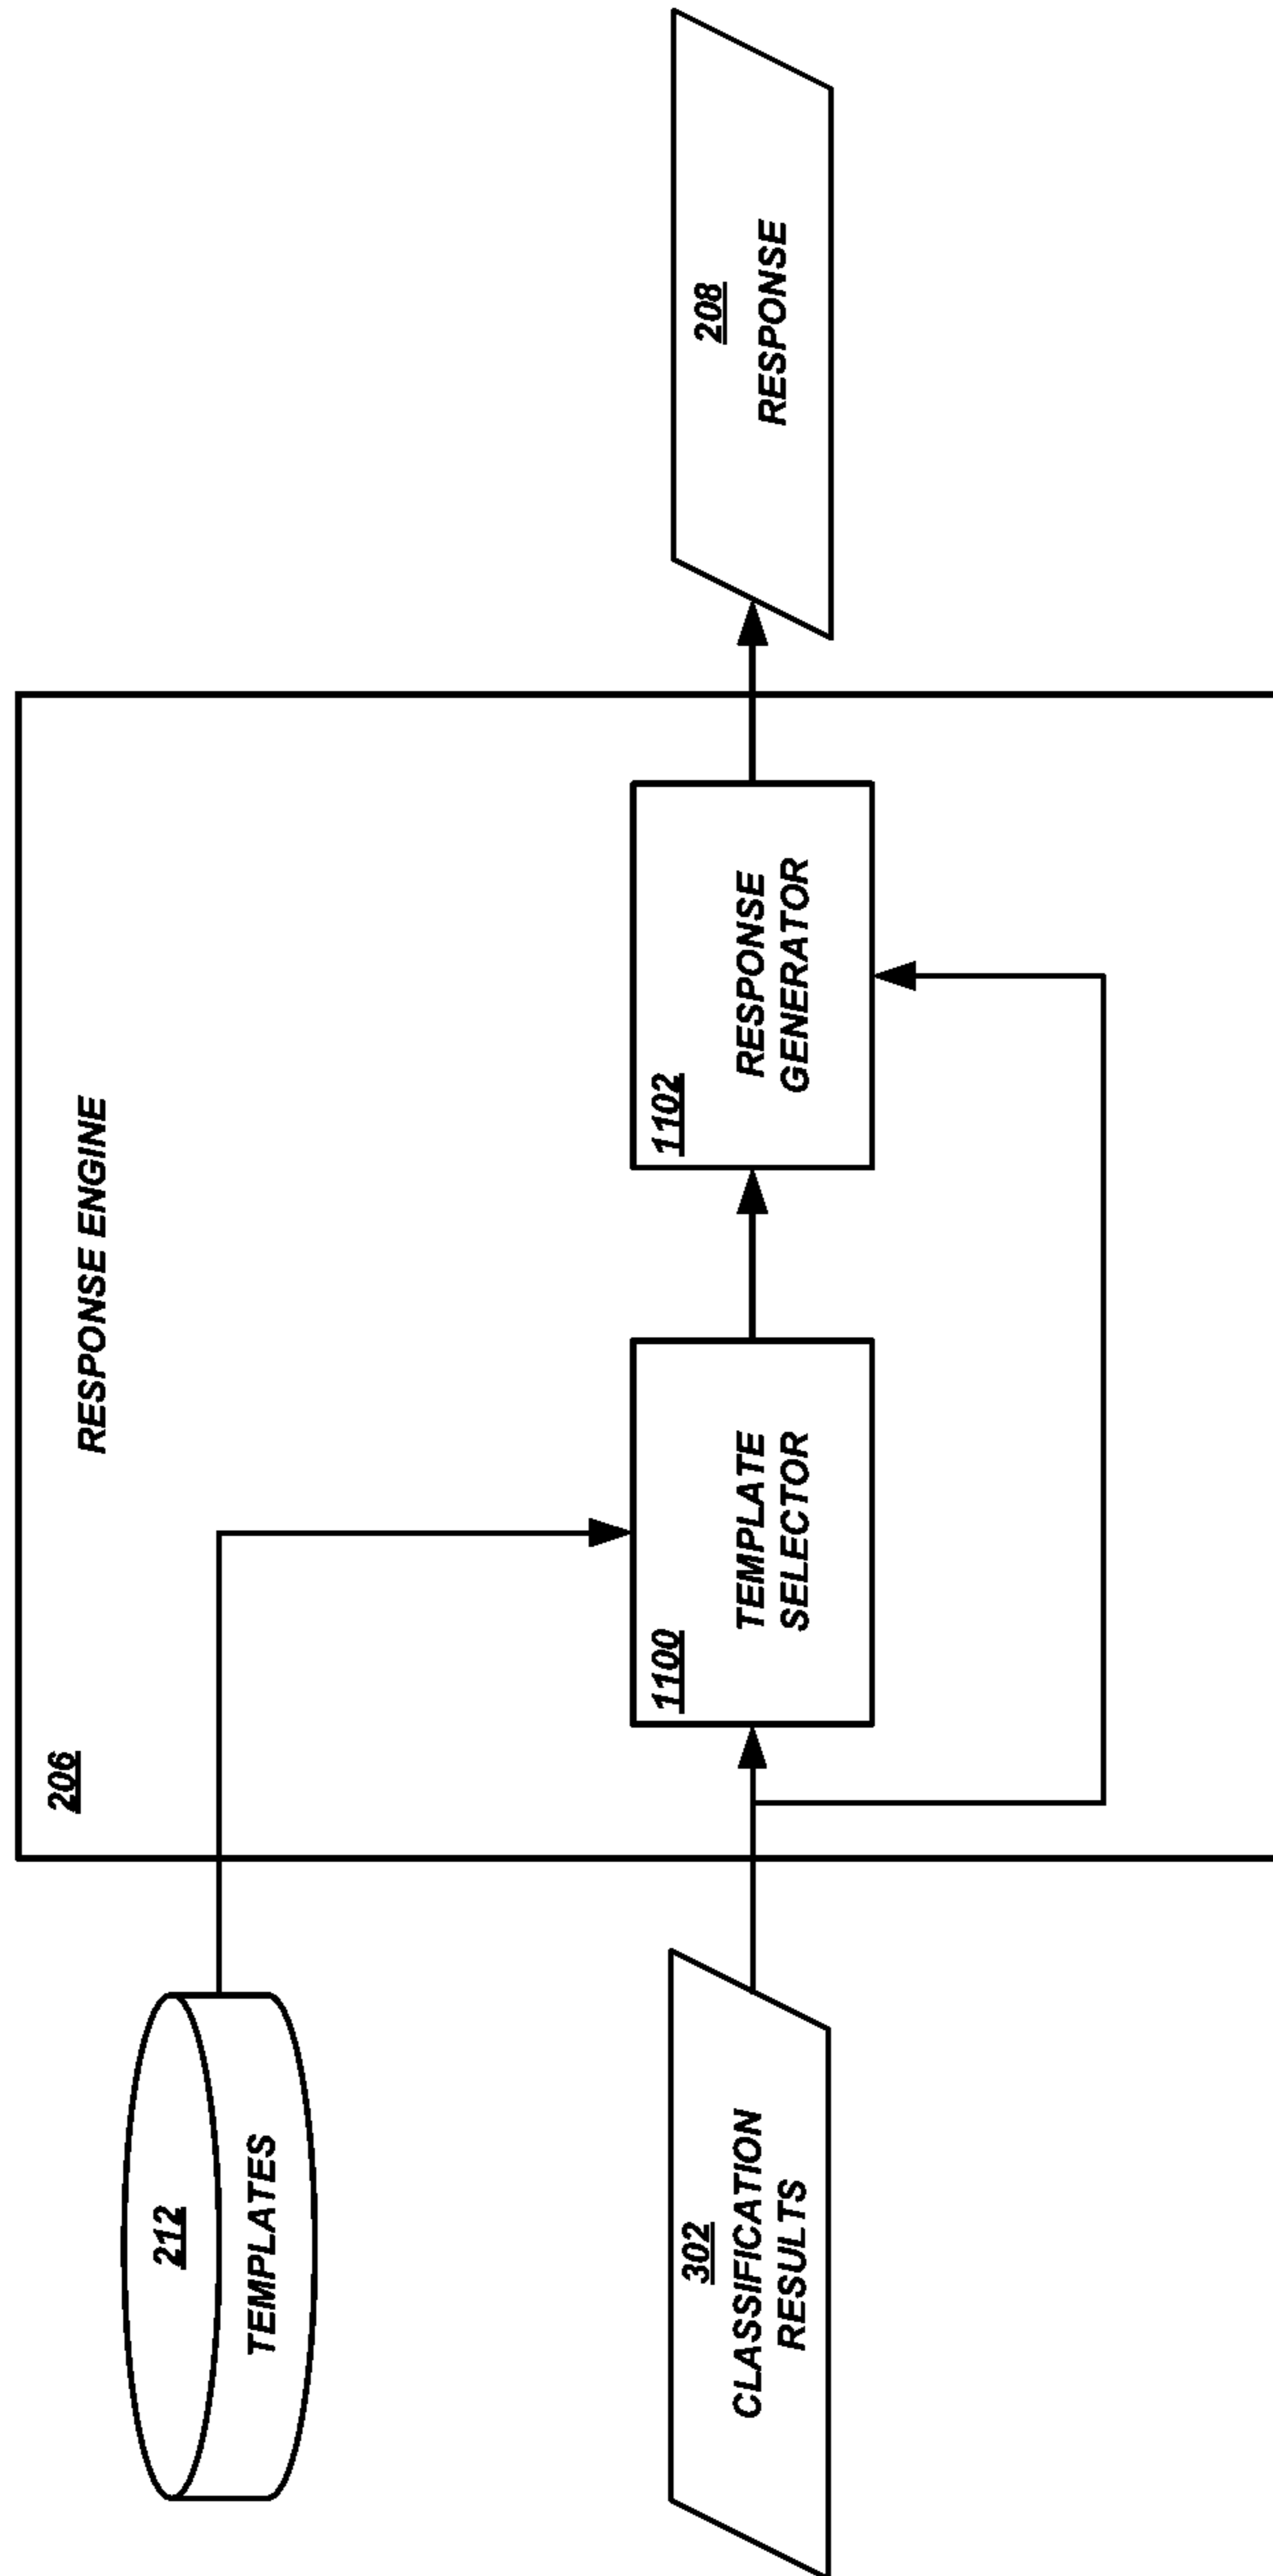 206
RESPONSE ENGINE
212
TEMPLATES
302
CLASSIFICATION
RESULTS
1100
TEMPLATE
SELECTOR
1102
RESPONSE
GENERATOR
208
RESPONSE